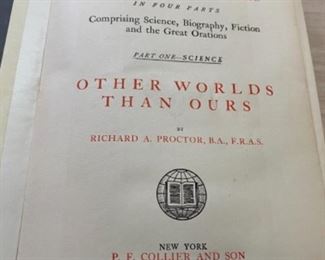 IN FOUR PARTS
Comprising Science, Biography, Fiction
and the Great Orations
PART ONE—SCIENCE
OTHER WORLDS
THAN OURS
BY
RICHARD A. PROCTOR, B.A., F.R.A.S.
NEW YORK
P. F. COLLIER AND SON